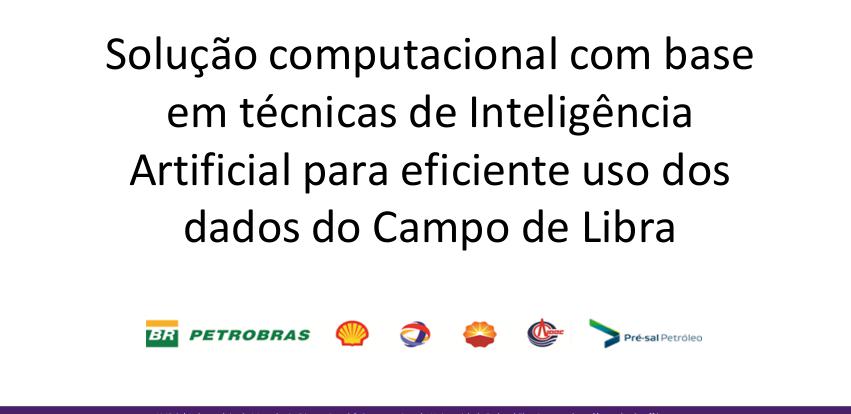 Solução computacional com base
em técnicas de Inteligência
Artificial para eficiente uso dos
dados do Campo de Libra
BR PETROBRAS
Pré-sal Petróleo